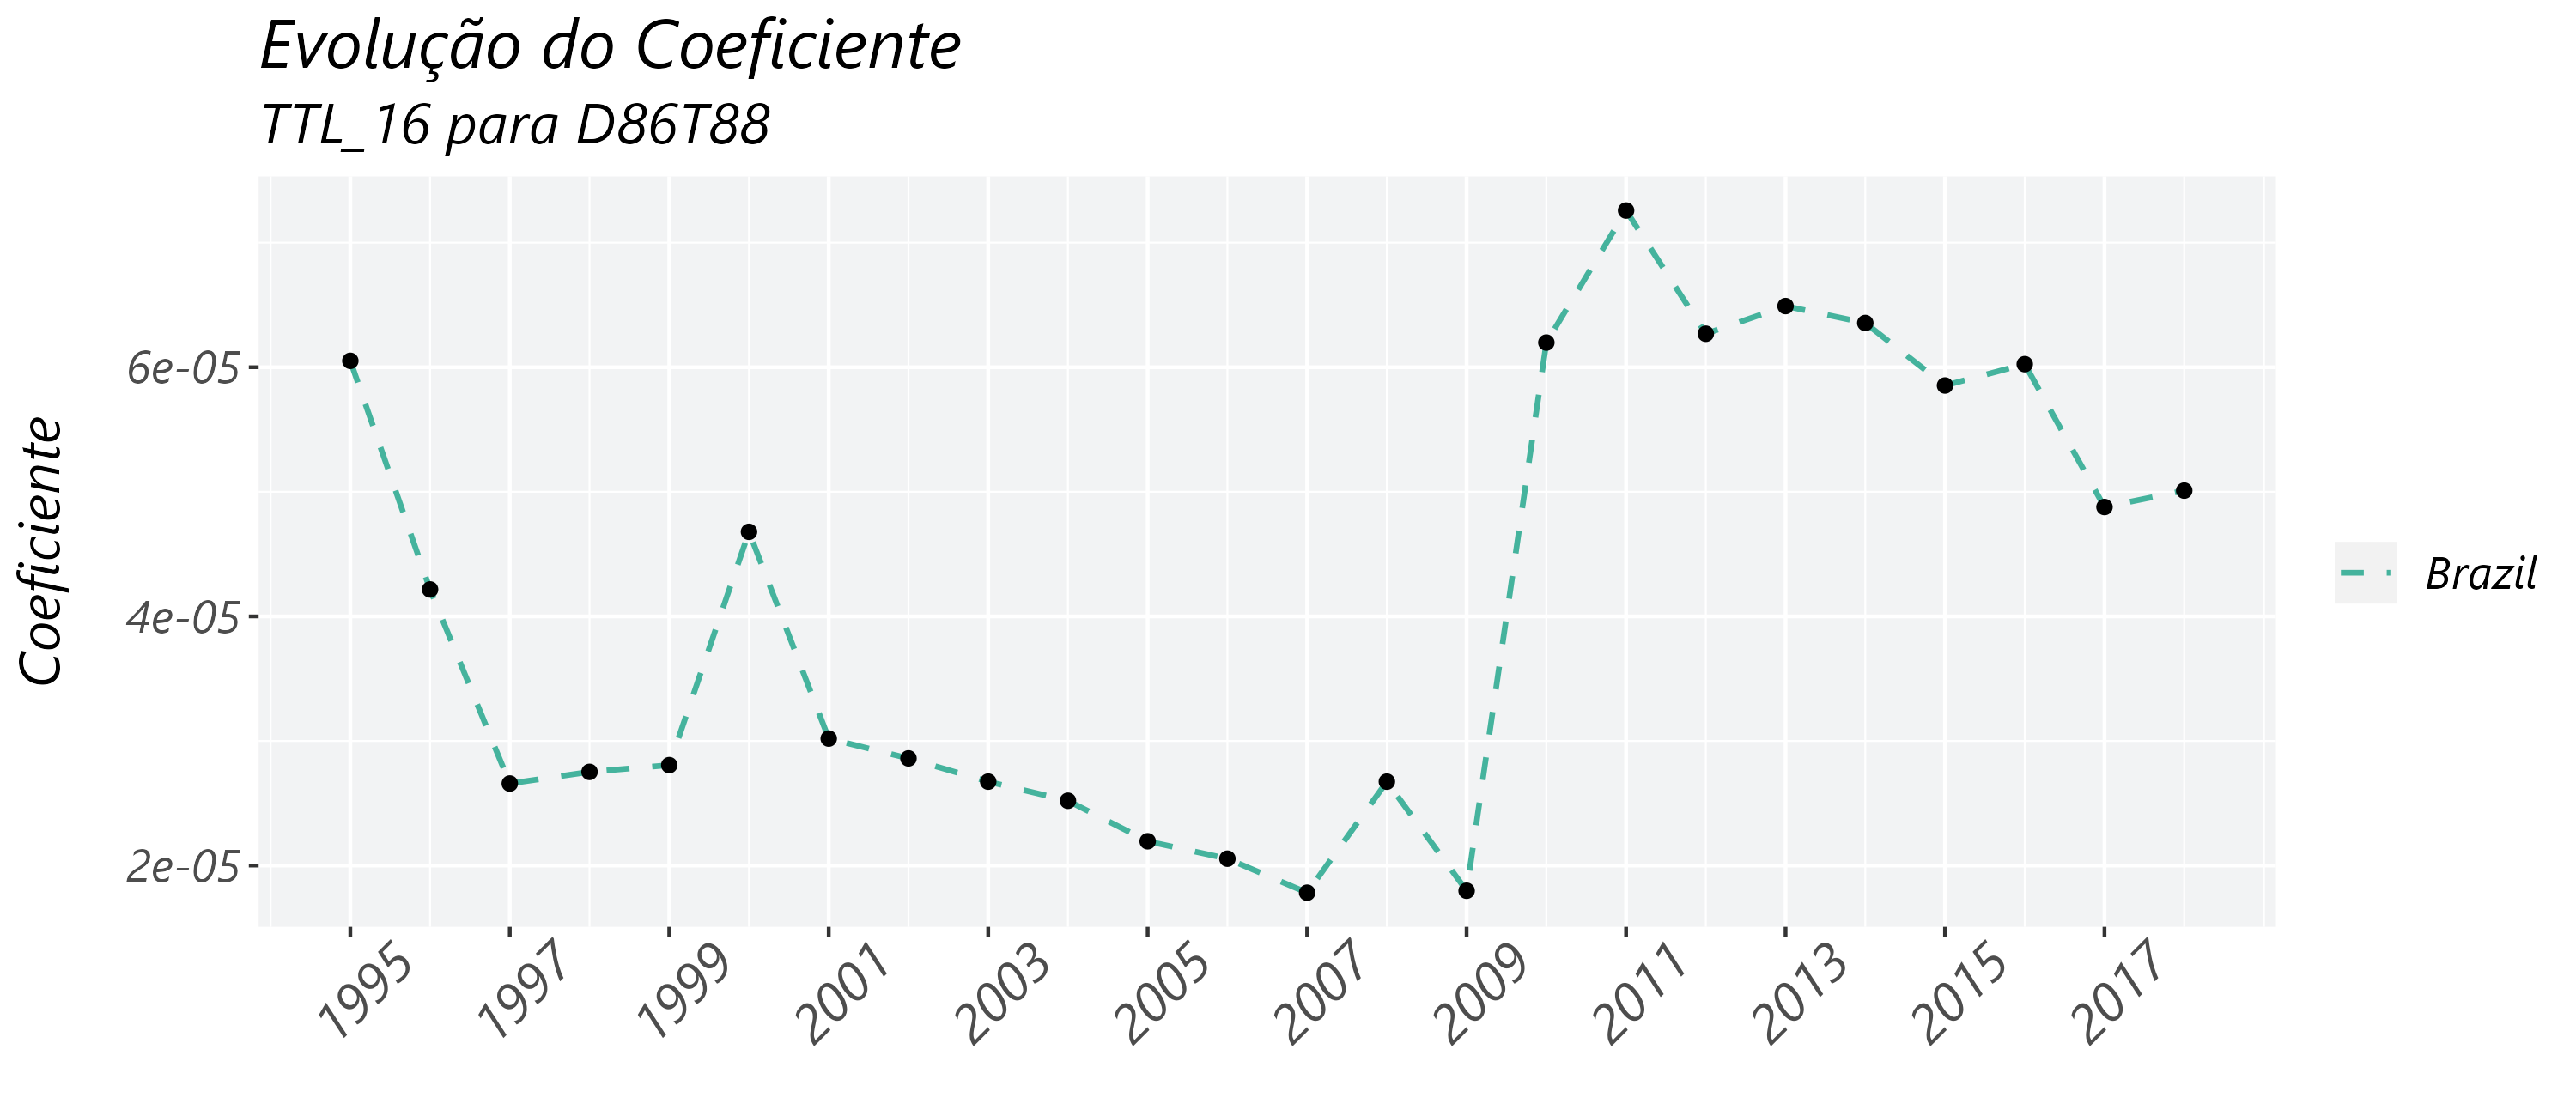 Evolução do Coeficiente
TTL_16 para D86T88
Coeficiente
6e-05
4e-05
2e-05
1995
1997
1999
2001
2003
2005
2007
2009
2011
2013
2015
2017
Brazil